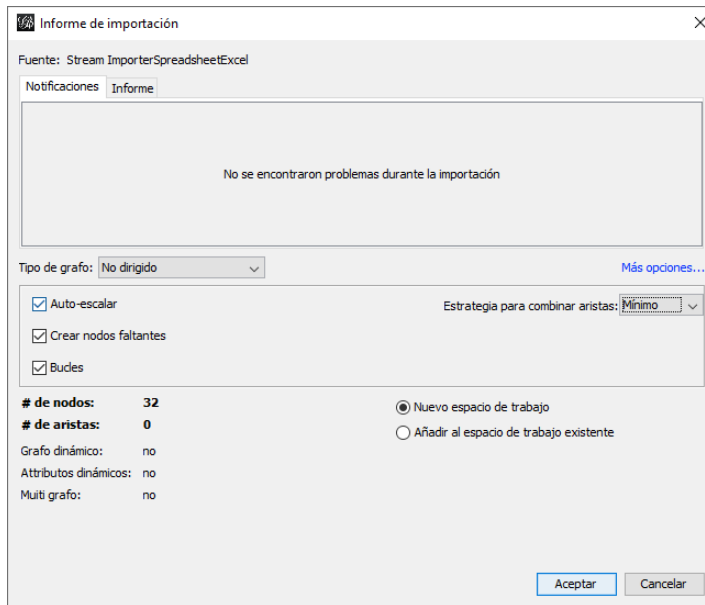 Informe de importación
Fuente: Stream ImporterSpreadsheetExcel
Notificaciones Informe
No se encontraron problemas durante la importación
Tipo de grafo: No dirigido Más opciones...
Auto-escalar Estrategia para combinar aristas: Mínimo
Crear nodos faltantes
Bucles
# de nodos: 32 Nuevo espacio de trabajo
# de aristas: 0 Añadir al espacio de trabajo existente
Grafo dinámico: no
Attributos dinámicos: no
Muiti grafo: no
Aceptar Cancelar